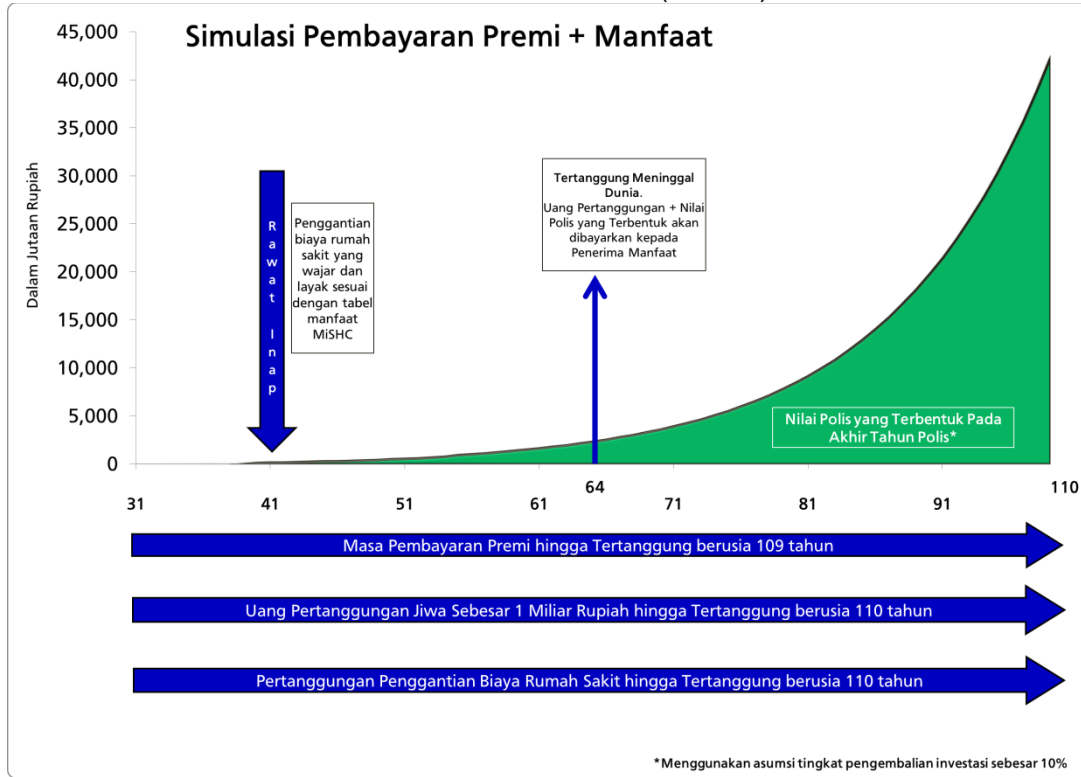 Simulasi Pembayaran Premi + Manfaat
45,000
40,000
35,000
30,000
25,000
20,000
15,000
10,000
5,000
0
Dalam Jutaan Rupiah
Rawat Inap
Penggantian
biaya rumah
sakit yang
wajar dan
layak sesuai
dengan tabel
manfaat
MiSHC
Tertanggung Meninggal
Dunia.
Uang Pertanggungan + Nilai
Polis yang Terbentuk akan
dibayarkan kepada
Penerima Manfaat
Nilai Polis yang Terbentuk Pada
Akhir Tahun Polis*
31 41 51 61 64 71 81 91 110
Masa Pembayaran Premi hingga Tertanggung berusia 109 tahun
Uang Pertanggungan Jiwa Sebesar 1 Miliar Rupiah hingga Tertanggung berusia 110 tahun
Pertanggungan Penggantian Biaya Rumah Sakit hingga Tertanggung berusia 110 tahun
*Menggunakan asumsi tingkat pengembalian investasi sebesar 10%